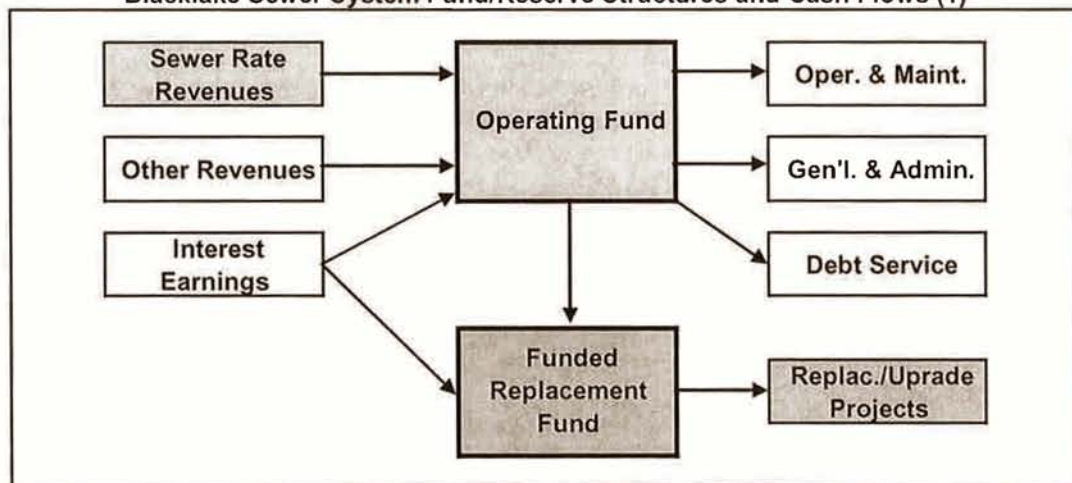 Blacklake Sewer System Fund/Reserve Structures and Cash Flows (1)
Sewer Rate
Revenues
Other Revenues
Interest
Earnings
Operating Fund
Funded
Replacement
Fund
Oper. & Maint.
Gen'l. & Admin.
Debt Service
Replac./Uprade
Projects